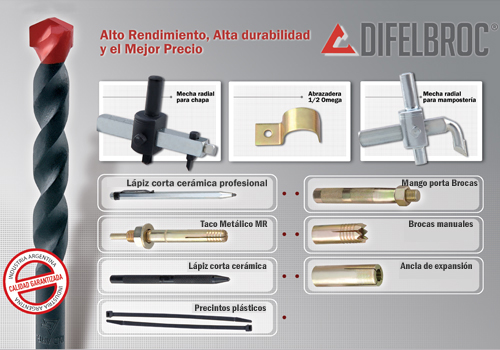 Alto Rendimiento, Alta durabilidad
y el Mejor Precio
DIFELBROC®
Mecha radial
para chapa
Abrazadera
1/2 Omega
Mecha radial
para mampostería
Lápiz corta cerámica profesional
Mango porta Brocas
Taco Metálico MR
Brocas manuales
Lápiz corta cerámica
Ancla de expansión
Precintos plásticos
INDUSTRIA ARGENTINA
CALIDAD GARANTIZADA
INDUSTRIA ARGENTINA